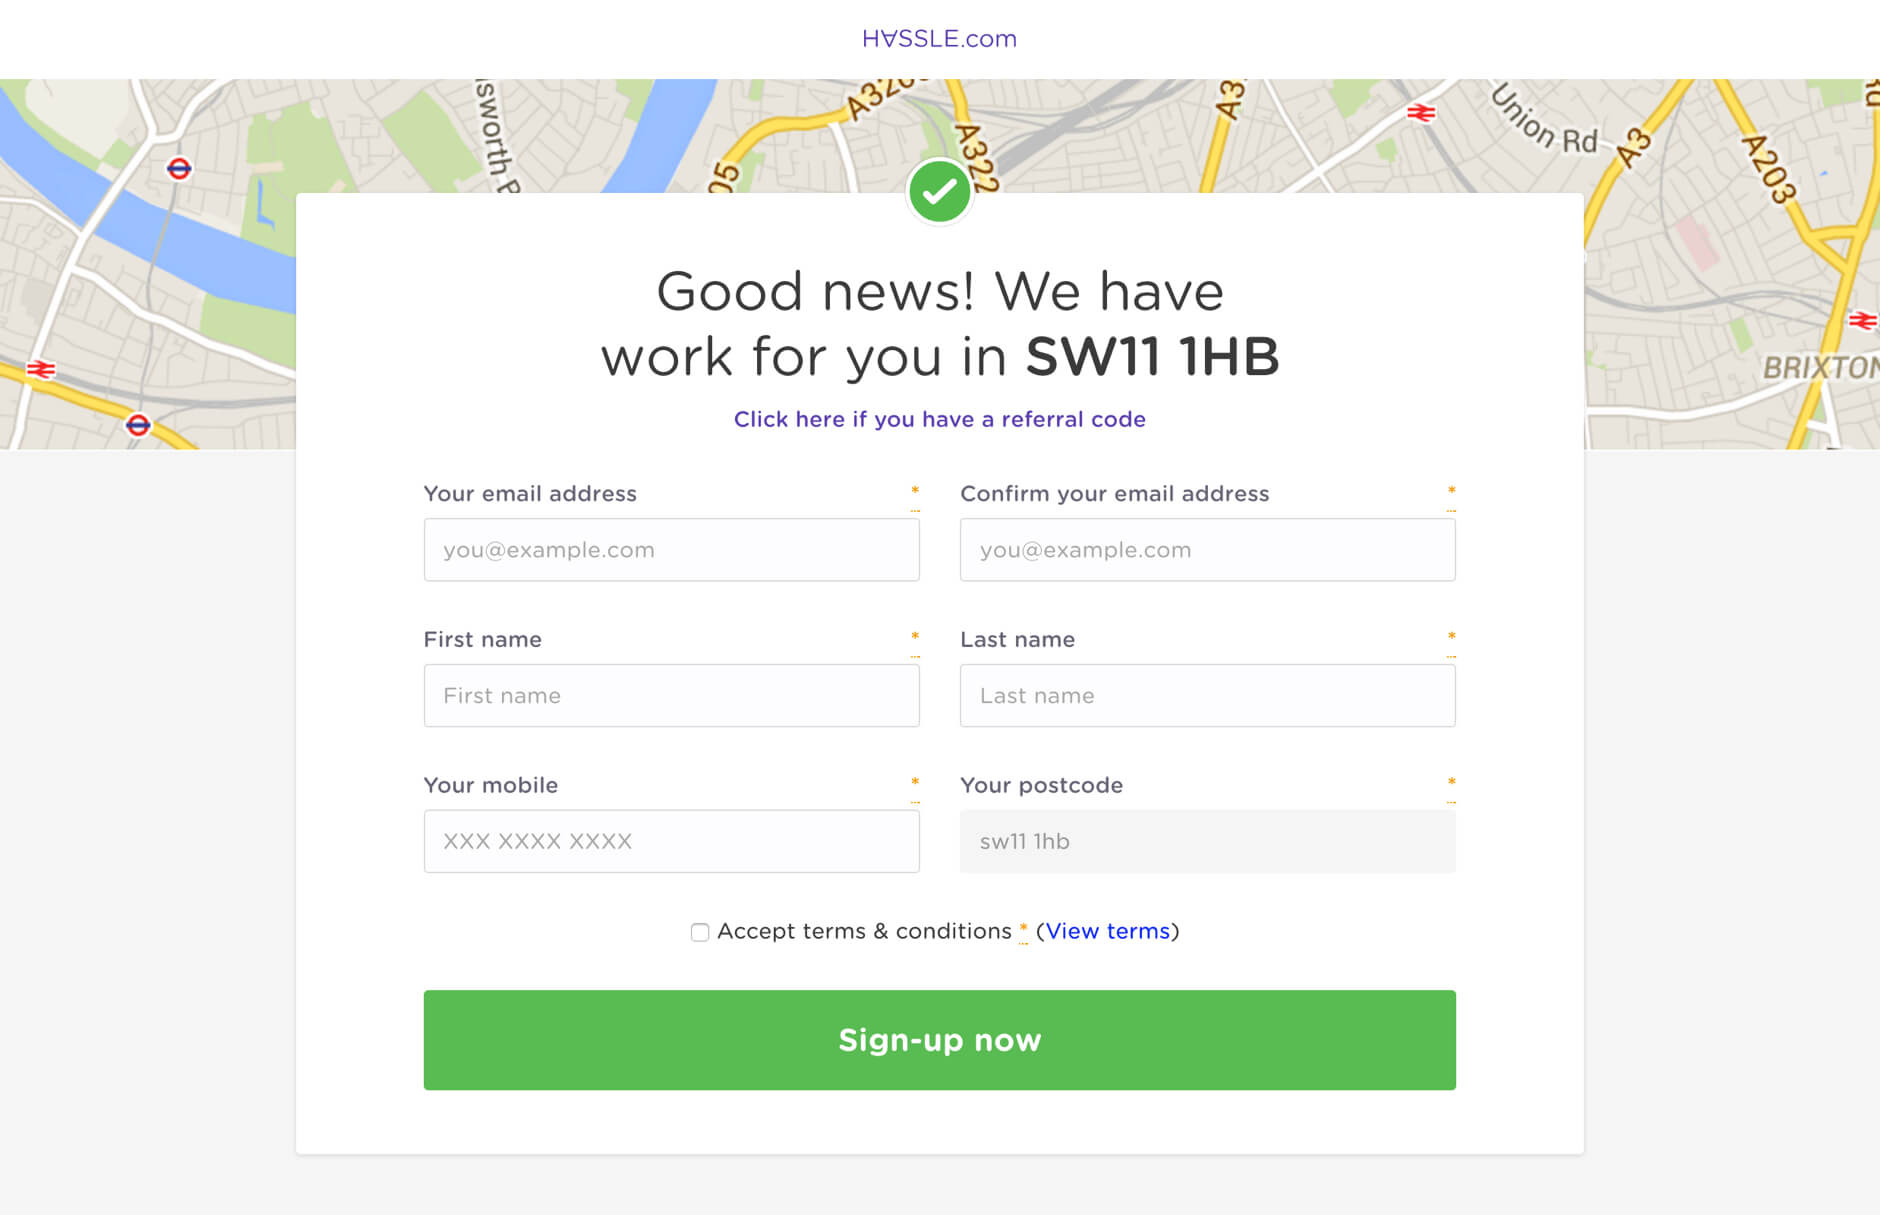 H∀SSLE.com
A320
sworth
Union Rd
A3
A3
A322
A203
05
Good news! We have
work for you in SW11 1HB
BRIXTON
Click here if you have a referral code
Your email address *
Confirm your email address *
you@example.com
you@example.com
First name *
Last name *
First name
Last name
Your mobile *
Your postcode *
XXX XXXX XXXX
sw11 1hb
Accept terms & conditions * (View terms)
Sign-up now